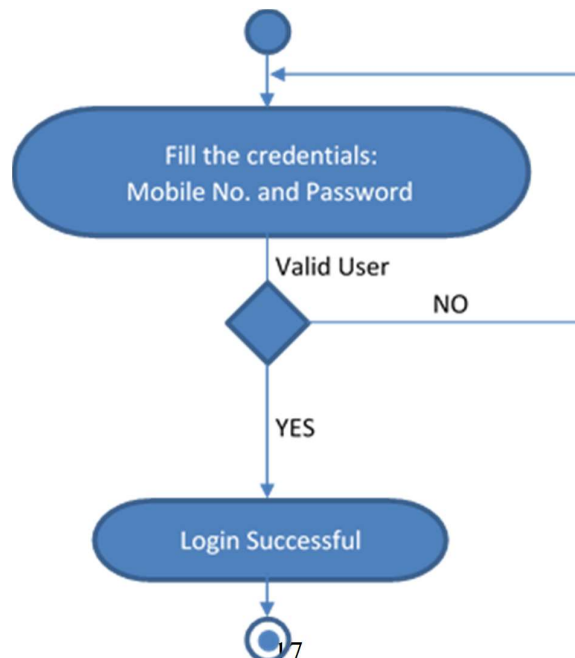 Fill the credentials:
Mobile No. and Password
Valid User
NO
YES
Login Successful
17